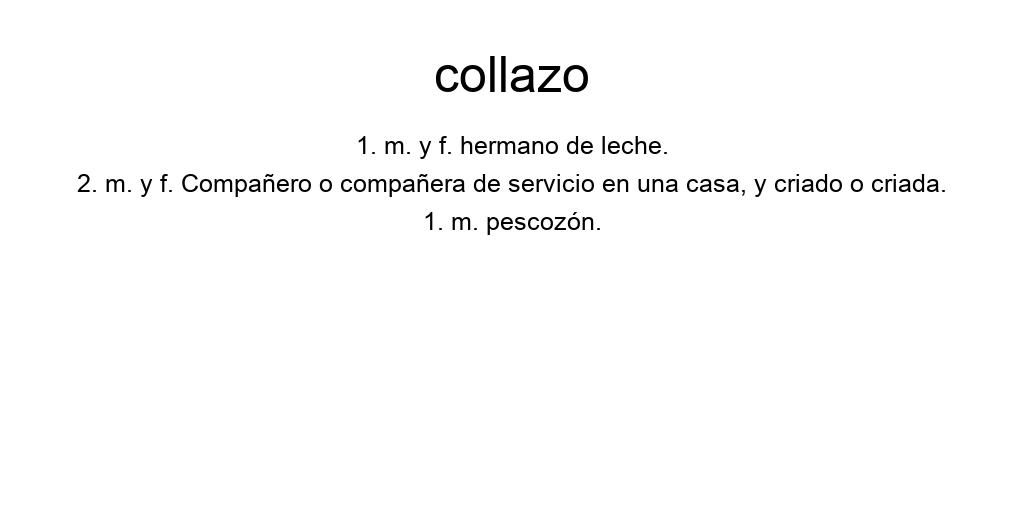 collazo
1. m. y f. hermano de leche.
2. m. y f. Compañero o compañera de servicio en una casa, y criado o criada.
1. m. pescozón.